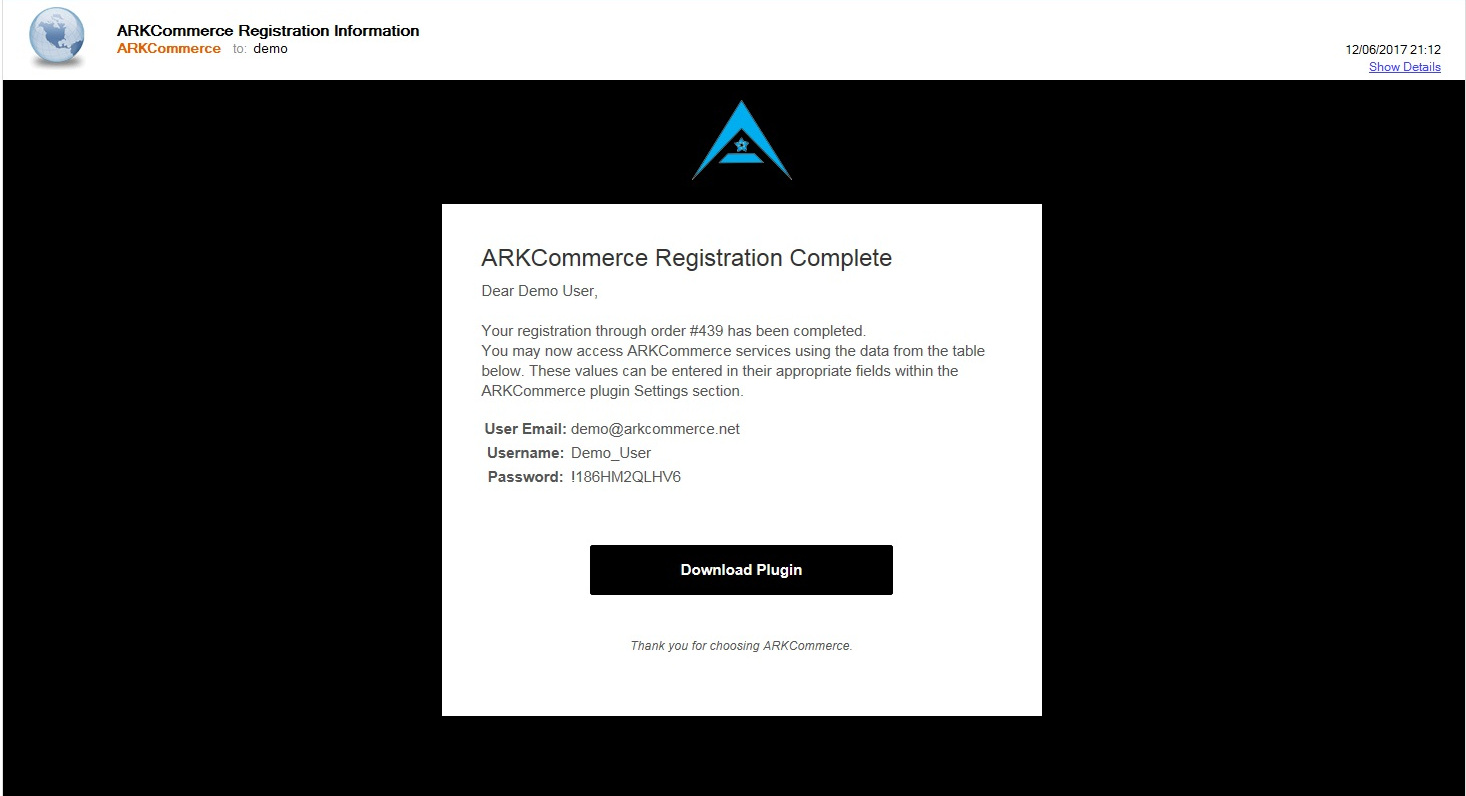 ARKCommerce Registration Information
ARKCommerce to: demo
12/06/2017 21:12
Show Details
ARKCommerce Registration Complete
Dear Demo User,
Your registration through order #439 has been completed.
You may now access ARKCommerce services using the data from the table
below. These values can be entered in their appropriate fields within the
ARKCommerce plugin Settings section.
User Email: demo@arkcommerce.net
Username: Demo_User
Password: !186HM2QLHV6
Download Plugin
Thank you for choosing ARKCommerce.